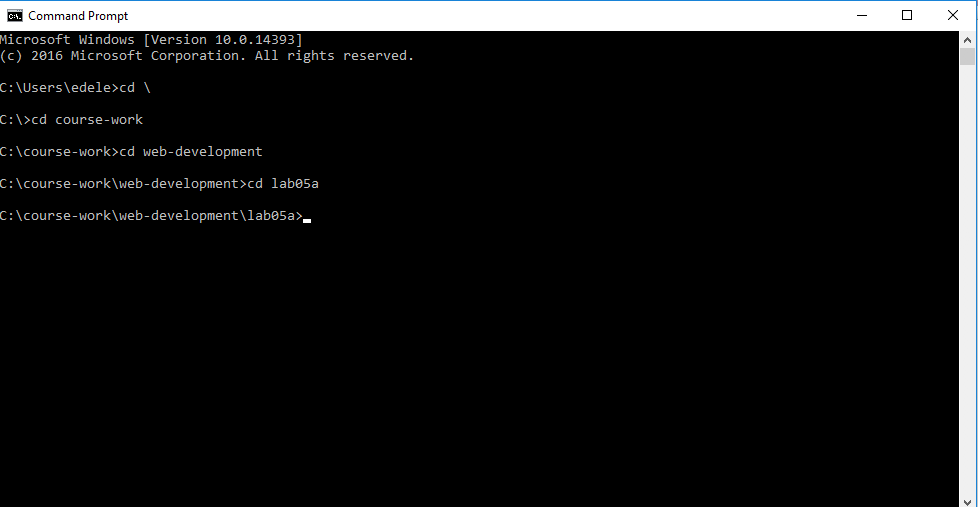 Command Prompt
Microsoft Windows [Version 10.0.14393]
(c) 2016 Microsoft Corporation. All rights reserved.
C:\Users\edele>cd \
C:\>cd course-work
C:\course-work>cd web-development
C:\course-work\web-development>cd lab05a
C:\course-work\web-development\lab05a>